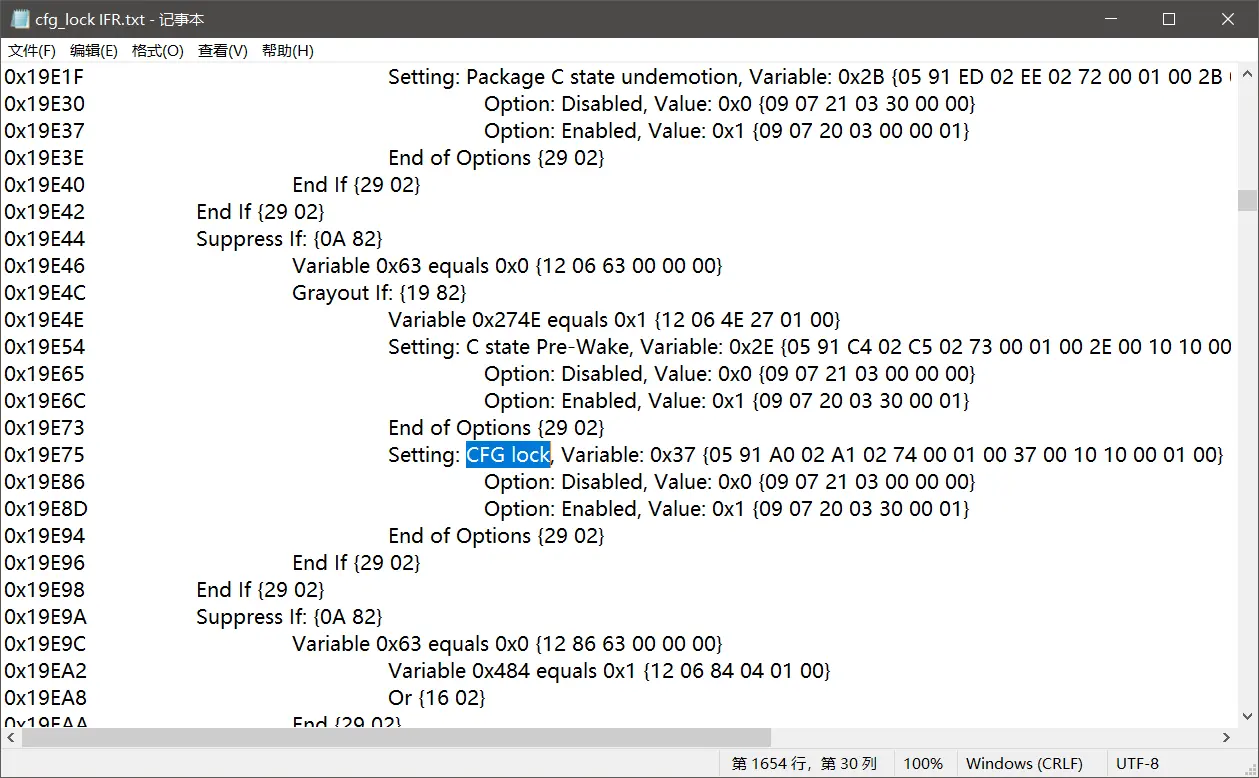 cfg_lock IFR.txt - 记事本
文件(F) 编辑(E) 格式(O) 查看(V) 帮助(H)
0x19E1F Setting: Package C state undemotion, Variable: 0x2B {05 91 ED 02 EE 02 72 00 01 00 2B
0x19E30 Option: Disabled, Value: 0x0 {09 07 21 03 30 00 00}
0x19E37 Option: Enabled, Value: 0x1 {09 07 20 03 00 00 01}
0x19E3E End of Options {29 02}
0x19E40 End If {29 02}
0x19E42 End If {29 02}
0x19E44 Suppress If: {0A 82}
0x19E46 Variable 0x63 equals 0x0 {12 06 63 00 00 00}
0x19E4C Grayout If: {19 82}
0x19E4E Variable 0x274E equals 0x1 {12 06 4E 27 01 00}
0x19E54 Setting: C state Pre-Wake, Variable: 0x2E {05 91 C4 02 C5 02 73 00 01 00 2E 00 10 10 00
0x19E65 Option: Disabled, Value: 0x0 {09 07 21 03 00 00 00}
0x19E6C Option: Enabled, Value: 0x1 {09 07 20 03 30 00 01}
0x19E73 End of Options {29 02}
0x19E75 Setting: CFG lock, Variable: 0x37 {05 91 A0 02 A1 02 74 00 01 00 37 00 10 10 00 01 00}
0x19E86 Option: Disabled, Value: 0x0 {09 07 21 03 00 00 00}
0x19E8D Option: Enabled, Value: 0x1 {09 07 20 03 30 00 01}
0x19E94 End of Options {29 02}
0x19E96 End If {29 02}
0x19E98 End If {29 02}
0x19E9A Suppress If: {0A 82}
0x19E9C Variable 0x63 equals 0x0 {12 86 63 00 00 00}
0x19EA2 Variable 0x484 equals 0x1 {12 06 84 04 01 00}
0x19EA8 Or {16 02}
0x19EAA End {29 02}
第 1654 行，第 30 列 100% Windows (CRLF) UTF-8